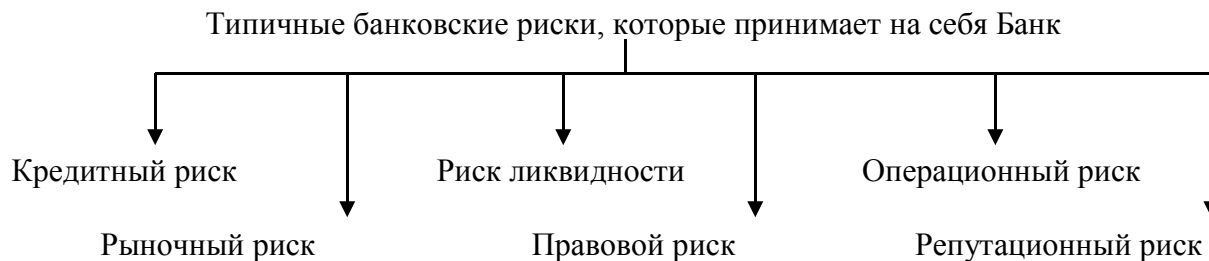 Типичные банковские риски, которые принимает на себя Банк
Кредитный риск Риск ликвидности Операционный риск
Рыночный риск Правовой риск Репутационный риск